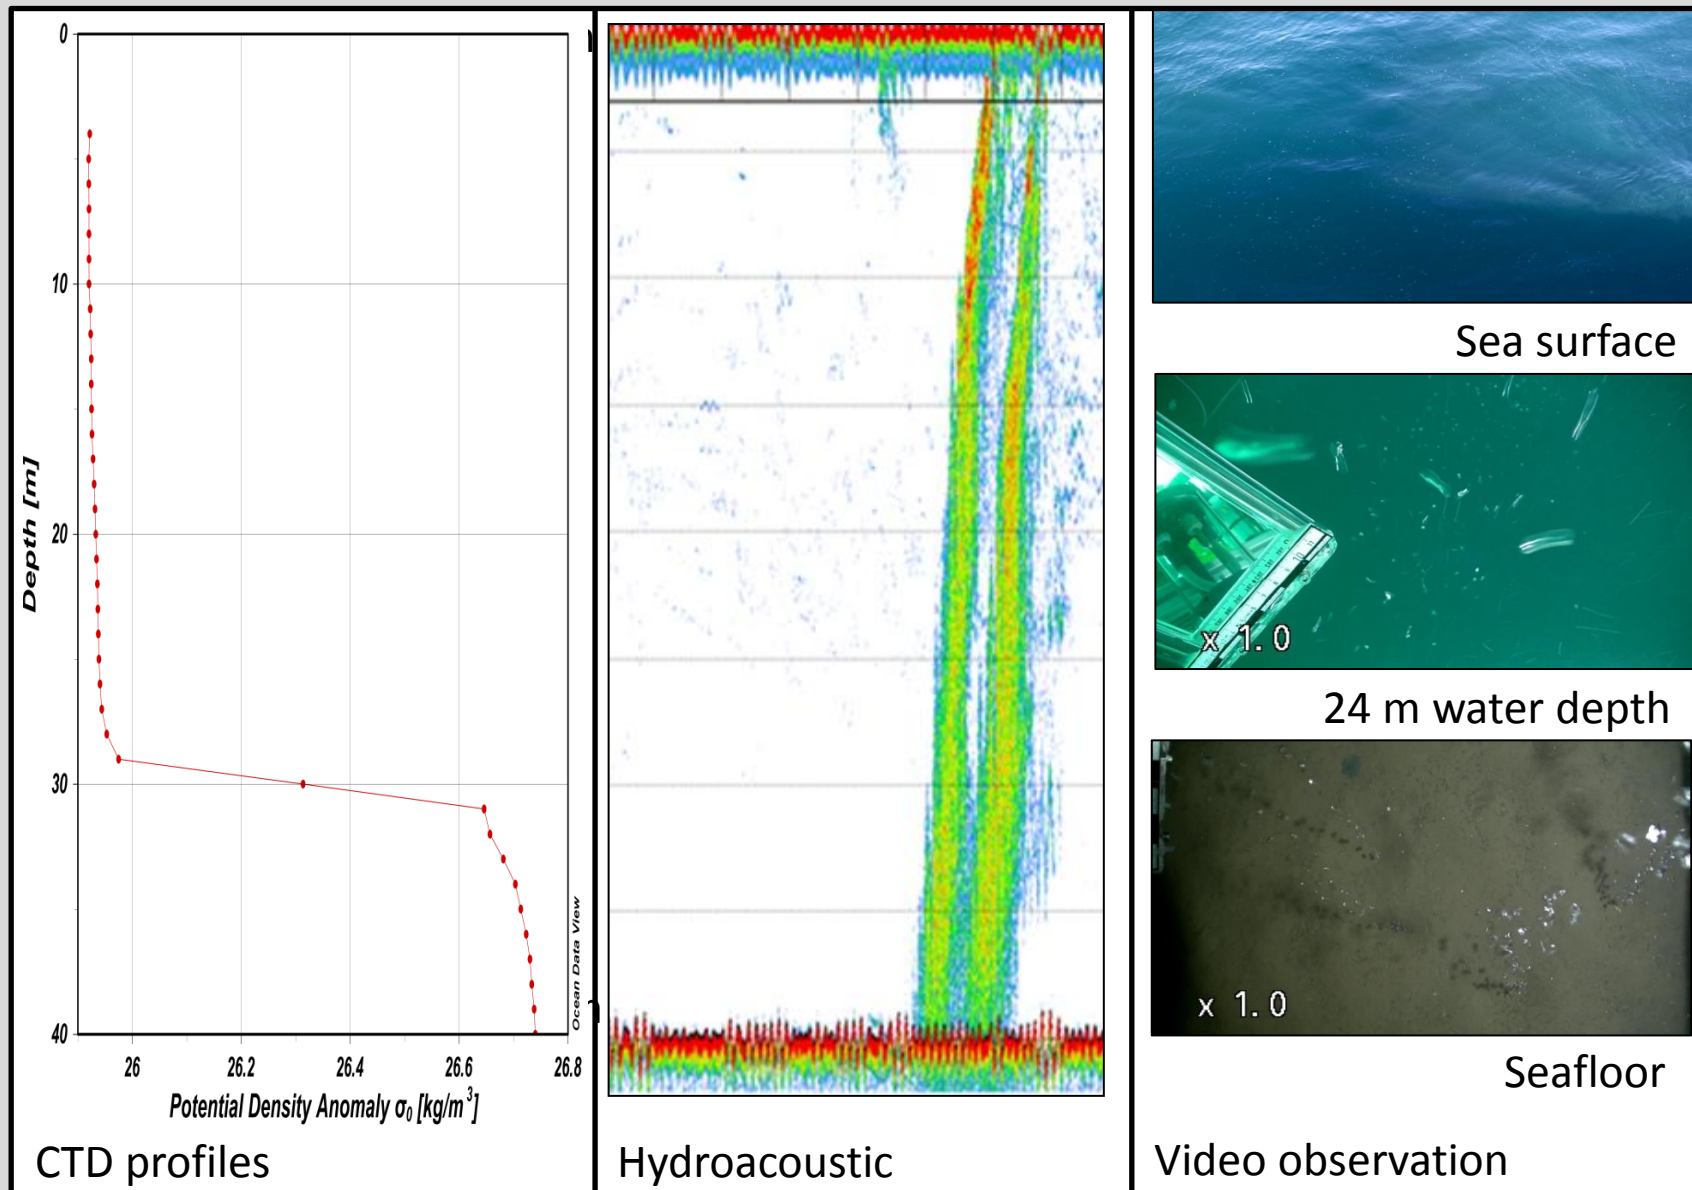 0
10
20
30
40
Depth [m]
26
26.2
26.4
26.6
26.8
Potential Density Anomaly σ₀ [kg/m³]
Ocean Data View
CTD profiles
Hydroacoustic
Sea surface
x 1.0
24 m water depth
x 1.0
Seafloor
Video observation